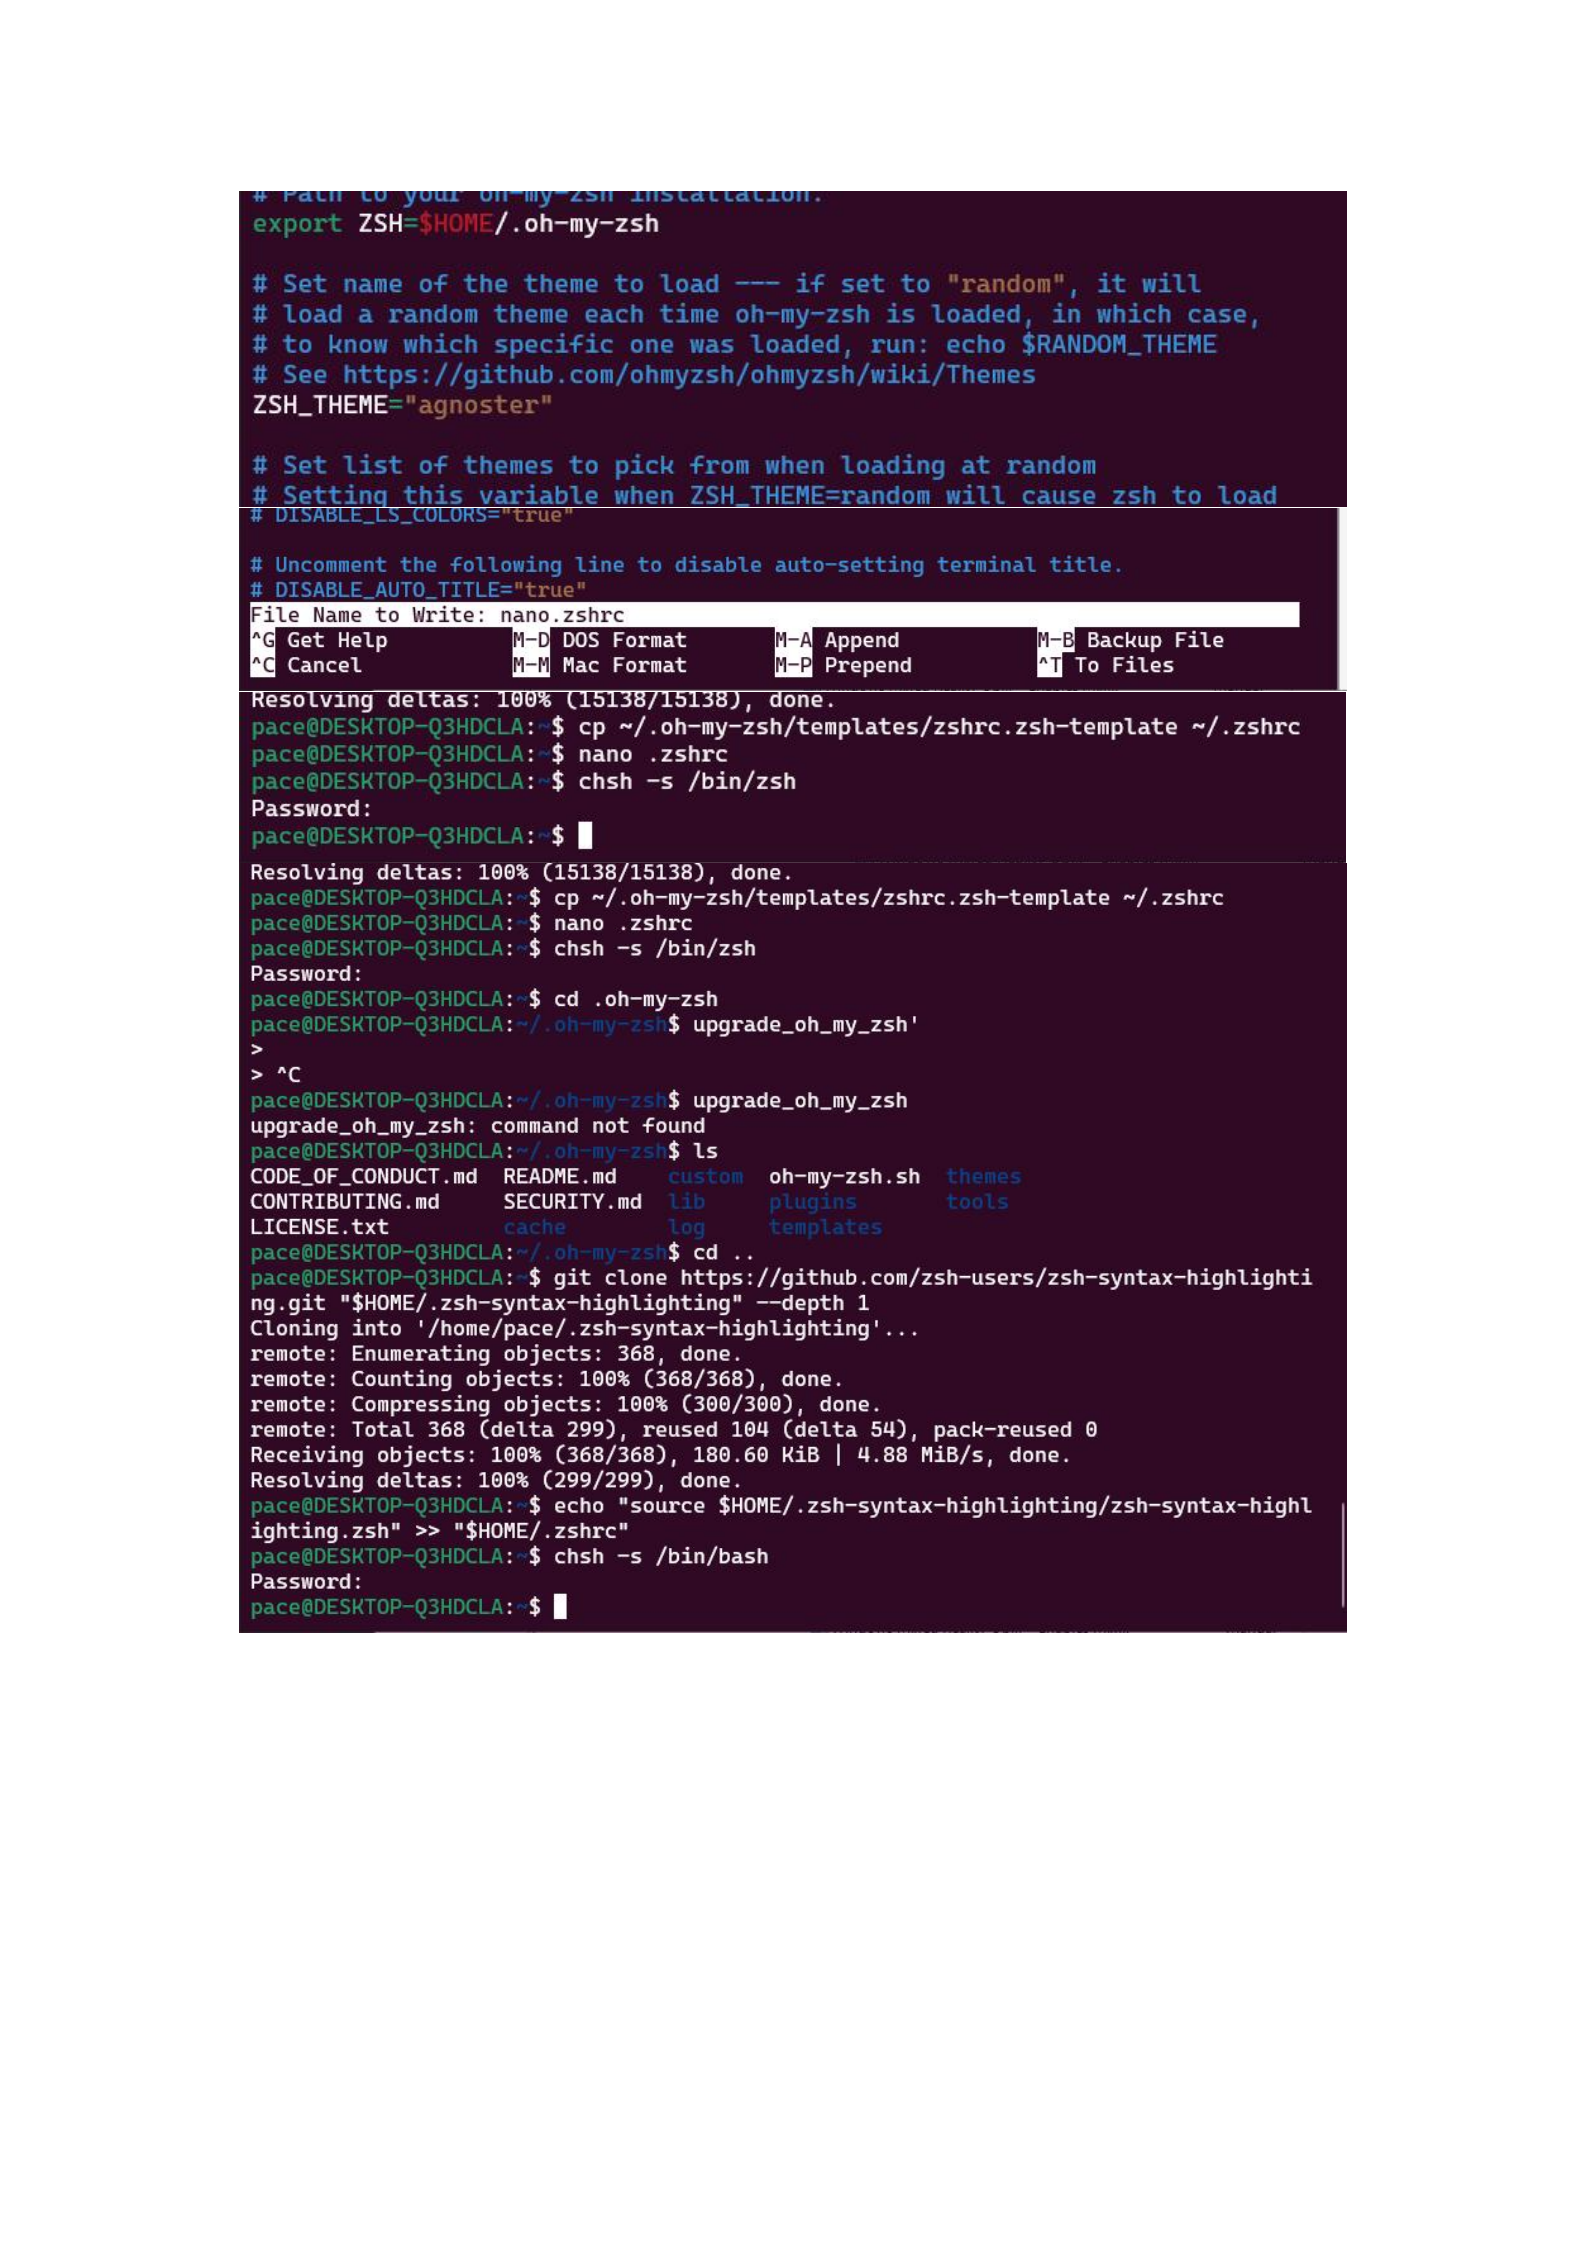 # Path to your oh-my-zsh installation.
export ZSH=$HOME/.oh-my-zsh
# Set name of the theme to load --- if set to "random", it will
# load a random theme each time oh-my-zsh is loaded, in which case,
# to know which specific one was loaded, run: echo $RANDOM_THEME
# See https://github.com/ohmyzsh/ohmyzsh/wiki/Themes
ZSH_THEME="agnoster"
# Set list of themes to pick from when loading at random
# Setting this variable when ZSH_THEME=random will cause zsh to load
# DISABLE_LS_COLORS="true"
# Uncomment the following line to disable auto-setting terminal title.
# DISABLE_AUTO_TITLE="true"
File Name to Write: nano.zshrc
^G Get Help M-D DOS Format M-A Append M-B Backup File
^C Cancel M-M Mac Format M-P Prepend ^T To Files
Resolving deltas: 100% (15138/15138), done.
pace@DESKTOP-Q3HDCLA:~$ cp ~/.oh-my-zsh/templates/zshrc.zsh-template ~/.zshrc
pace@DESKTOP-Q3HDCLA:~$ nano .zshrc
pace@DESKTOP-Q3HDCLA:~$ chsh -s /bin/zsh
Password:
pace@DESKTOP-Q3HDCLA:~$
Resolving deltas: 100% (15138/15138), done.
pace@DESKTOP-Q3HDCLA:~$ cp ~/.oh-my-zsh/templates/zshrc.zsh-template ~/.zshrc
pace@DESKTOP-Q3HDCLA:~$ nano .zshrc
pace@DESKTOP-Q3HDCLA:~$ chsh -s /bin/zsh
Password:
pace@DESKTOP-Q3HDCLA:~$ cd .oh-my-zsh
pace@DESKTOP-Q3HDCLA:~/.oh-my-zsh$ upgrade_oh_my_zsh'
>
> ^C
pace@DESKTOP-Q3HDCLA:~/.oh-my-zsh$ upgrade_oh_my_zsh
upgrade_oh_my_zsh: command not found
pace@DESKTOP-Q3HDCLA:~/.oh-my-zsh$ ls
CODE_OF_CONDUCT.md README.md custom oh-my-zsh.sh themes
CONTRIBUTING.md SECURITY.md lib plugins tools
LICENSE.txt cache log templates
pace@DESKTOP-Q3HDCLA:~/.oh-my-zsh$ cd ..
pace@DESKTOP-Q3HDCLA:~$ git clone https://github.com/zsh-users/zsh-syntax-highlighti
ng.git "$HOME/.zsh-syntax-highlighting" --depth 1
Cloning into '/home/pace/.zsh-syntax-highlighting'...
remote: Enumerating objects: 368, done.
remote: Counting objects: 100% (368/368), done.
remote: Compressing objects: 100% (300/300), done.
remote: Total 368 (delta 299), reused 104 (delta 54), pack-reused 0
Receiving objects: 100% (368/368), 180.60 KiB | 4.88 MiB/s, done.
Resolving deltas: 100% (299/299), done.
pace@DESKTOP-Q3HDCLA:~$ echo "source $HOME/.zsh-syntax-highlighting/zsh-syntax-highl
ighting.zsh" >> "$HOME/.zshrc"
pace@DESKTOP-Q3HDCLA:~$ chsh -s /bin/bash
Password:
pace@DESKTOP-Q3HDCLA:~$